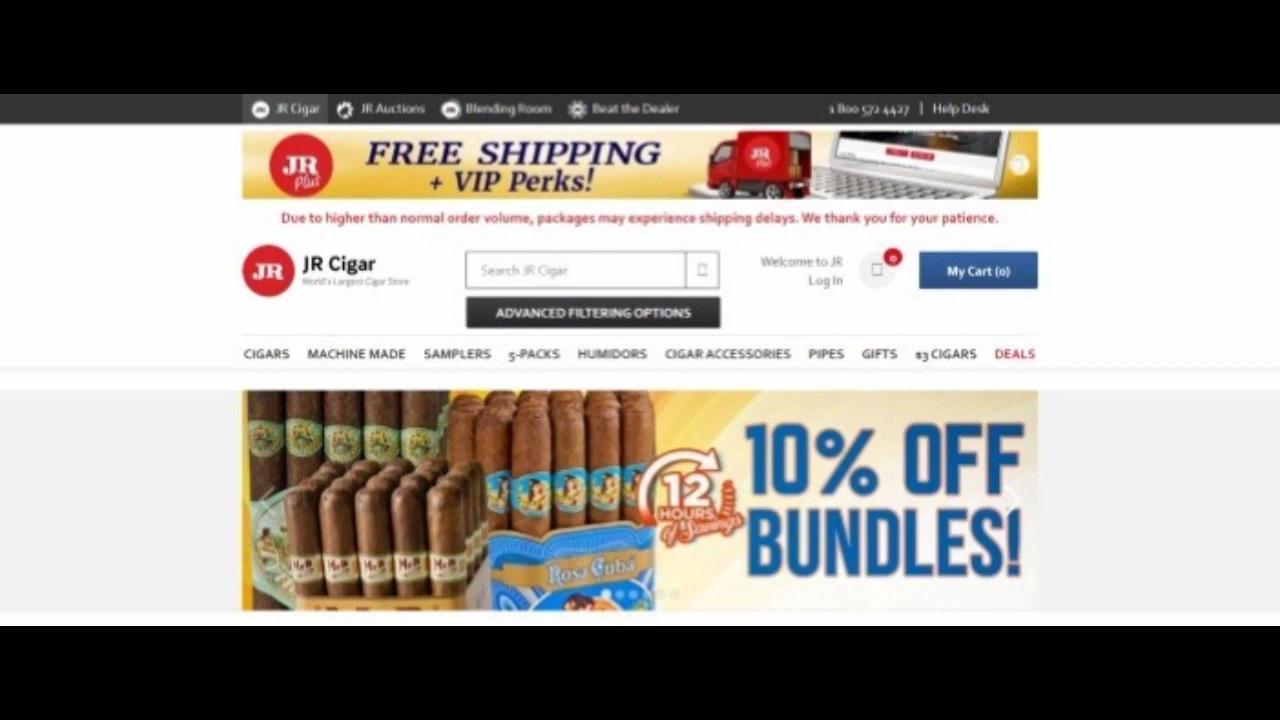 JR Cigar JR Auctions Blending Room Beat the Dealer 1 800 572 4427 | Help Desk
JR plus
FREE SHIPPING
+ VIP Perks!
JR plus
Due to higher than normal order volume, packages may experience shipping delays. We thank you for your patience.
JR
JR Cigar
World's Largest Cigar Store
Search JR Cigar
Welcome to JR
Log In
0
My Cart (0)
ADVANCED FILTERING OPTIONS
CIGARS MACHINE MADE SAMPLERS 5-PACKS HUMIDORS CIGAR ACCESSORIES PIPES GIFTS $3 CIGARS DEALS
10% OFF
BUNDLES!
12
HOURS
of Savings
Rosa Cuba